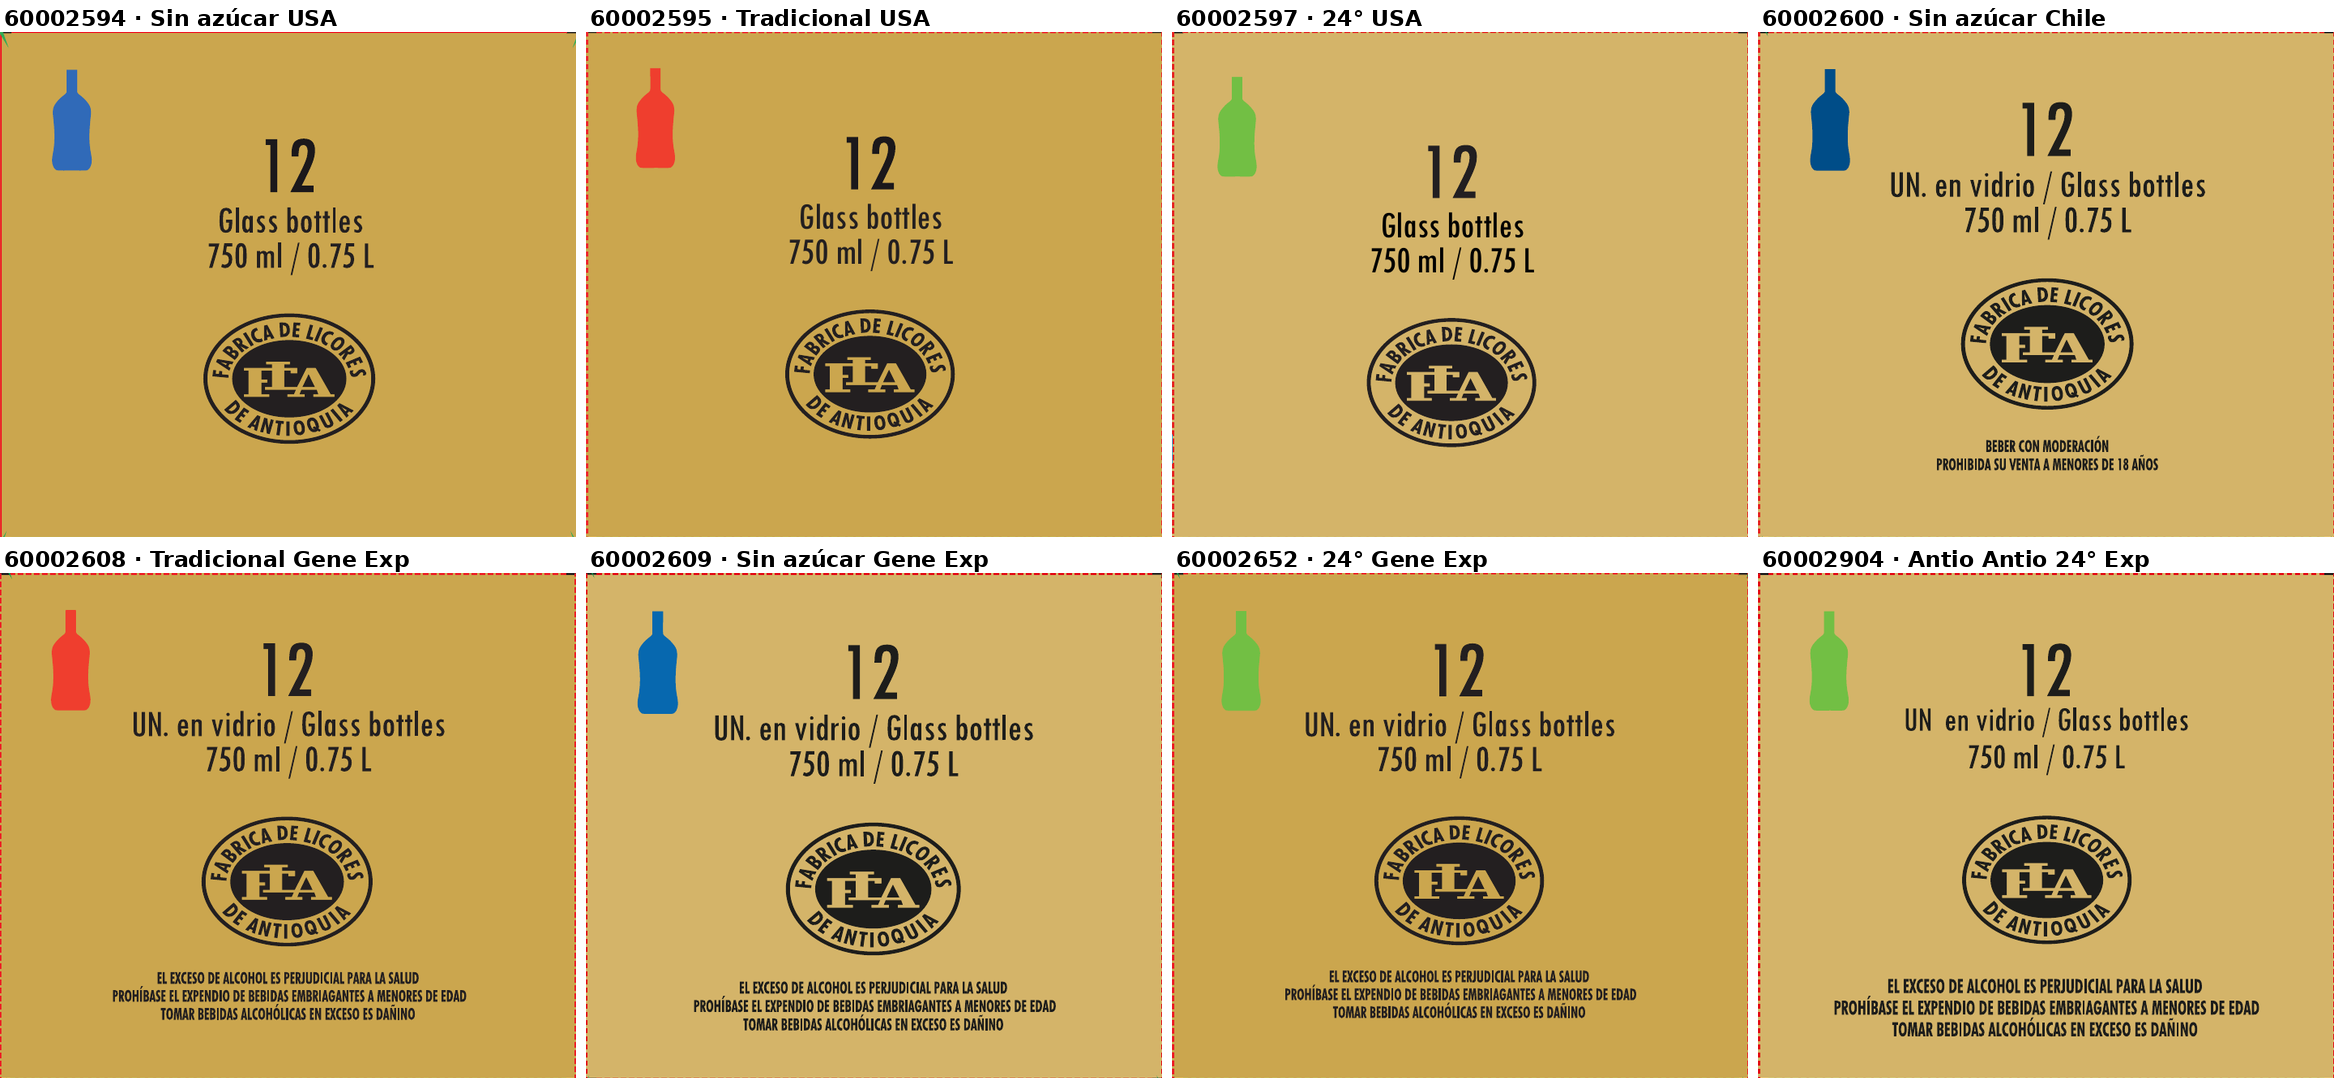 60002594 · Sin azúcar USA
12
Glass bottles
750 ml / 0.75 L
FABRICA DE LICORES
FLA
DE ANTIOQUIA
60002595 · Tradicional USA
12
Glass bottles
750 ml / 0.75 L
FABRICA DE LICORES
FLA
DE ANTIOQUIA
60002597 · 24° USA
12
Glass bottles
750 ml / 0.75 L
FABRICA DE LICORES
FLA
DE ANTIOQUIA
60002600 · Sin azúcar Chile
12
UN. en vidrio / Glass bottles
750 ml / 0.75 L
FABRICA DE LICORES
FLA
DE ANTIOQUIA
BEBER CON MODERACIÓN
PROHIBIDA SU VENTA A MENORES DE 18 AÑOS
60002608 · Tradicional Gene Exp
12
UN. en vidrio / Glass bottles
750 ml / 0.75 L
FABRICA DE LICORES
FLA
DE ANTIOQUIA
EL EXCESO DE ALCOHOL ES PERJUDICIAL PARA LA SALUD
PROHÍBASE EL EXPENDIO DE BEBIDAS EMBRIAGANTES A MENORES DE EDAD
TOMAR BEBIDAS ALCOHÓLICAS EN EXCESO ES DAÑINO
60002609 · Sin azúcar Gene Exp
12
UN. en vidrio / Glass bottles
750 ml / 0.75 L
FABRICA DE LICORES
FLA
DE ANTIOQUIA
EL EXCESO DE ALCOHOL ES PERJUDICIAL PARA LA SALUD
PROHÍBASE EL EXPENDIO DE BEBIDAS EMBRIAGANTES A MENORES DE EDAD
TOMAR BEBIDAS ALCOHÓLICAS EN EXCESO ES DAÑINO
60002652 · 24° Gene Exp
12
UN. en vidrio / Glass bottles
750 ml / 0.75 L
FABRICA DE LICORES
FLA
DE ANTIOQUIA
EL EXCESO DE ALCOHOL ES PERJUDICIAL PARA LA SALUD
PROHÍBASE EL EXPENDIO DE BEBIDAS EMBRIAGANTES A MENORES DE EDAD
TOMAR BEBIDAS ALCOHÓLICAS EN EXCESO ES DAÑINO
60002904 · Antio Antio 24° Exp
12
UN en vidrio / Glass bottles
750 ml / 0.75 L
FABRICA DE LICORES
FLA
DE ANTIOQUIA
EL EXCESO DE ALCOHOL ES PERJUDICIAL PARA LA SALUD
PROHÍBASE EL EXPENDIO DE BEBIDAS EMBRIAGANTES A MENORES DE EDAD
TOMAR BEBIDAS ALCOHÓLICAS EN EXCESO ES DAÑINO